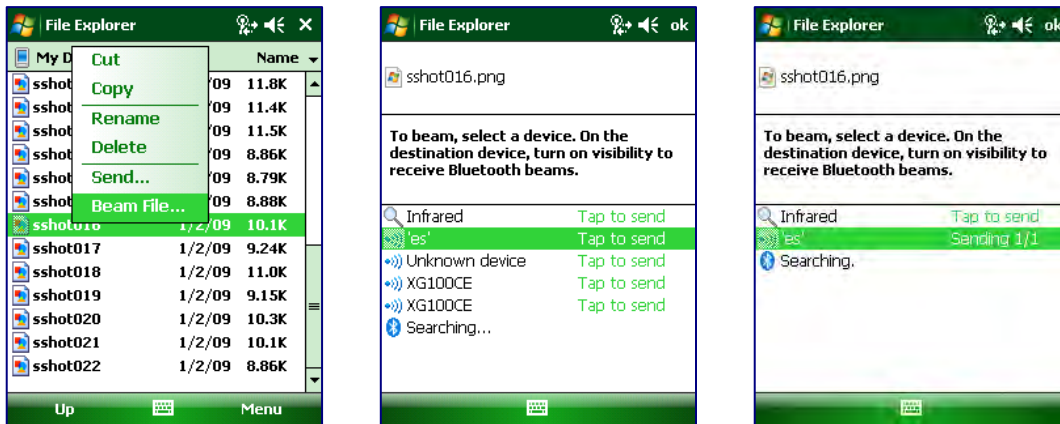 File Explorer
My D Name
Cut
Copy
Rename
Delete
Send...
Beam File...
sshot /09 11.8K
sshot /09 11.4K
sshot /09 11.5K
sshot /09 8.86K
sshot /09 8.79K
sshot /09 8.88K
sshot016 1/2/09 10.1K
sshot017 1/2/09 9.24K
sshot018 1/2/09 11.0K
sshot019 1/2/09 9.15K
sshot020 1/2/09 10.3K
sshot021 1/2/09 10.1K
sshot022 1/2/09 8.86K
Up Menu
File Explorer ok
sshot016.png
To beam, select a device. On the
destination device, turn on visibility to
receive Bluetooth beams.
Infrared Tap to send
'es' Tap to send
Unknown device Tap to send
XG100CE Tap to send
XG100CE Tap to send
Searching...
File Explorer ok
sshot016.png
To beam, select a device. On the
destination device, turn on visibility to
receive Bluetooth beams.
Infrared Tap to send
'es' Sending 1/1
Searching.